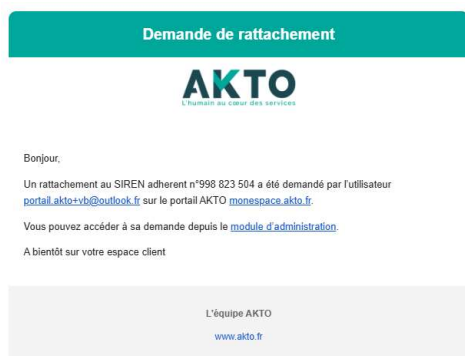 Demande de rattachement
AKTO
L'humain au cœur des services
Bonjour,
Un rattachement au SIREN adherent n°998 823 504 a été demandé par l'utilisateur
portail.akto+vb@outlook.fr sur le portail AKTO monespace.akto.fr.
Vous pouvez accéder à sa demande depuis le module d'administration.
A bientôt sur votre espace client
L'équipe AKTO
www.akto.fr